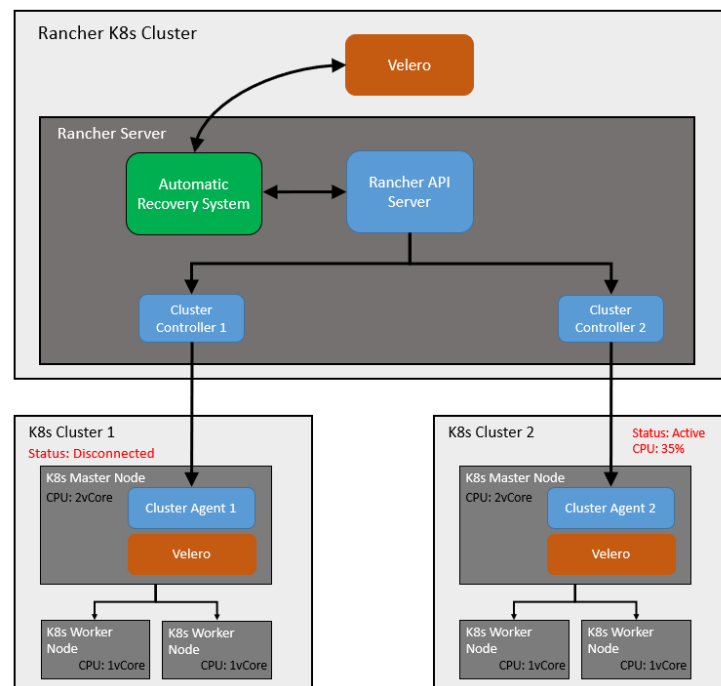 Rancher K8s Cluster
Velero
Rancher Server
Automatic
Recovery System
Rancher API
Server
Cluster
Controller 1
Cluster
Controller 2
K8s Cluster 1
Status: Disconnected
K8s Master Node
CPU: 2vCore
Cluster Agent 1
Velero
K8s Worker
Node
CPU: 1vCore
K8s Worker
Node
CPU: 1vCore
K8s Cluster 2
Status: Active
CPU: 35%
K8s Master Node
CPU: 2vCore
Cluster Agent 2
Velero
K8s Worker
Node
CPU: 1vCore
K8s Worker
Node
CPU: 1vCore